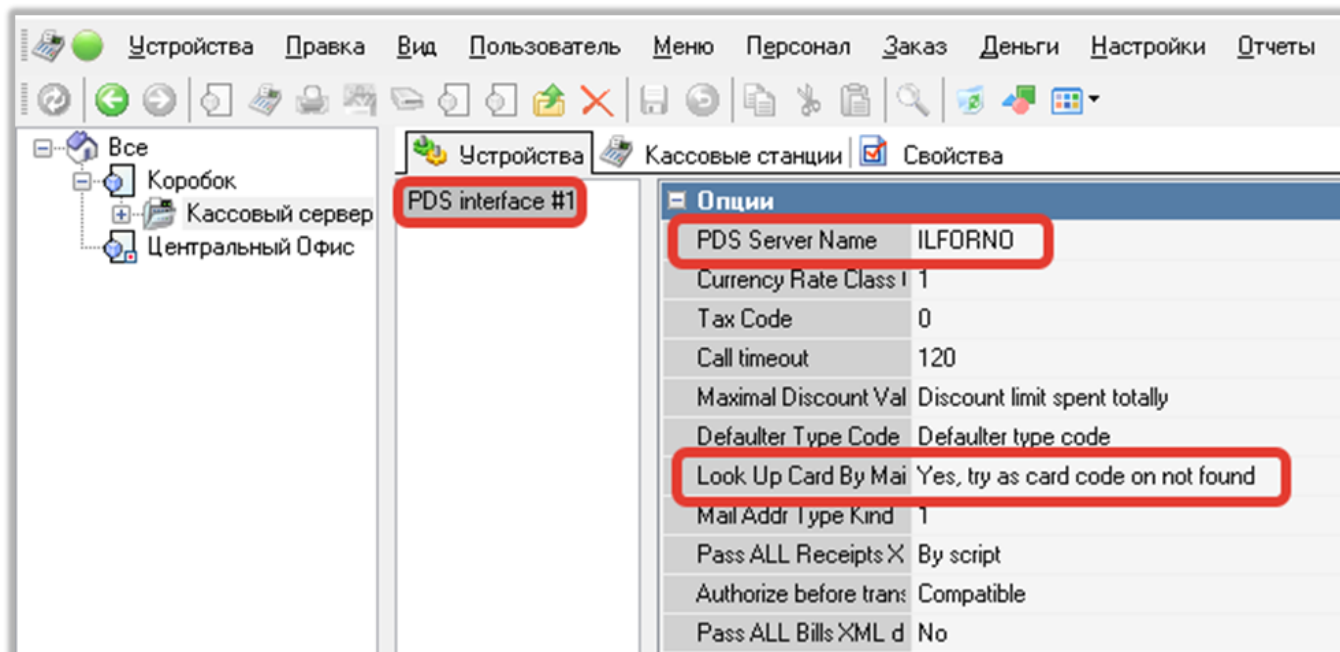 Устройства Правка Вид Пользователь Меню Персонал Заказ Деньги Настройки Отчеты
Все
Коробок
Кассовый сервер
Центральный Офис
Устройства Кассовые станции Свойства
PDS interface #1
Опции
PDS Server Name ILFORNO
Currency Rate Class 1
Tax Code 0
Call timeout 120
Maximal Discount Val Discount limit spent totally
Defaulter Type Code Defaulter type code
Look Up Card By Mai Yes, try as card code on not found
Mail Addr Type Kind 1
Pass ALL Receipts X By script
Authorize before trans Compatible
Pass ALL Bills XML d No